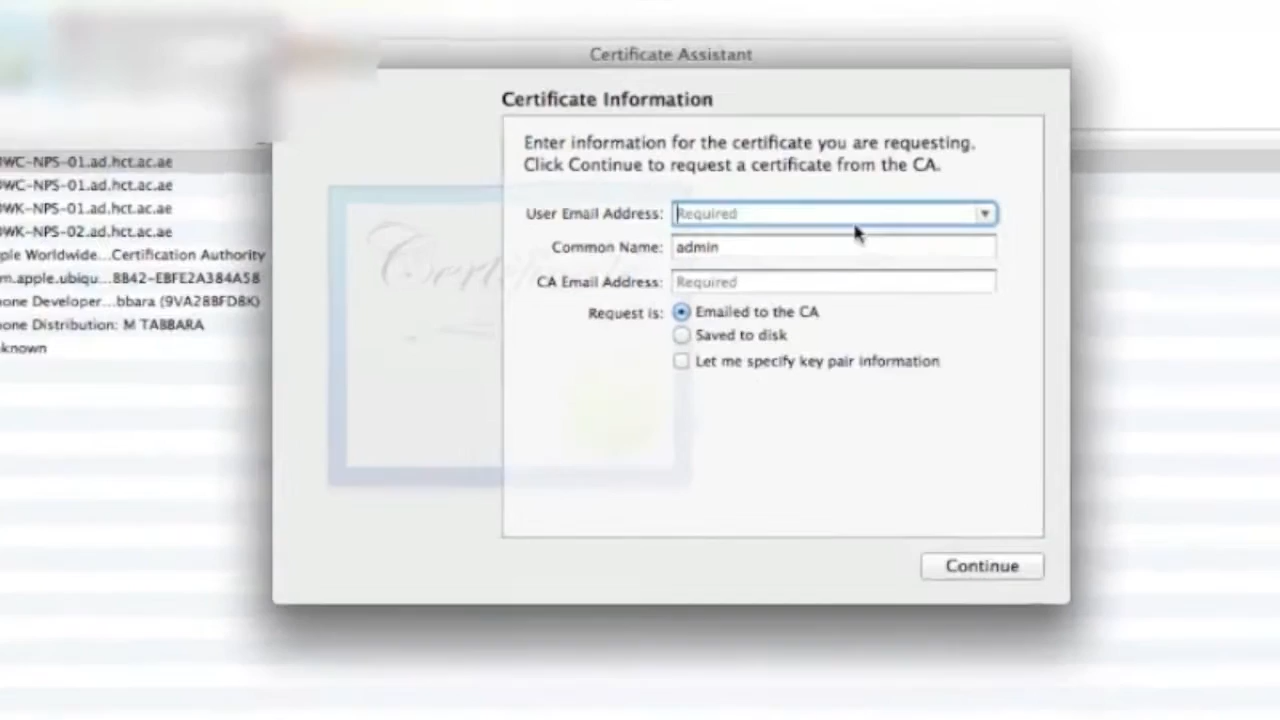 Certificate Assistant
Certificate Information
Enter information for the certificate you are requesting.
Click Continue to request a certificate from the CA.
User Email Address: Required
Common Name: admin
CA Email Address: Required
Request is: Emailed to the CA
Saved to disk
Let me specify key pair information
Continue
WC-NPS-01.ad.hct.ac.ae
WC-NPS-01.ad.hct.ac.ae
WK-NPS-01.ad.hct.ac.ae
WK-NPS-02.ad.hct.ac.ae
ple Worldwide...Certification Authority
m.apple.ubiqu...8B42-EBFE2A384A58
hone Developer...bbara (9VA28BFD8K)
hone Distribution: M TABBARA
known